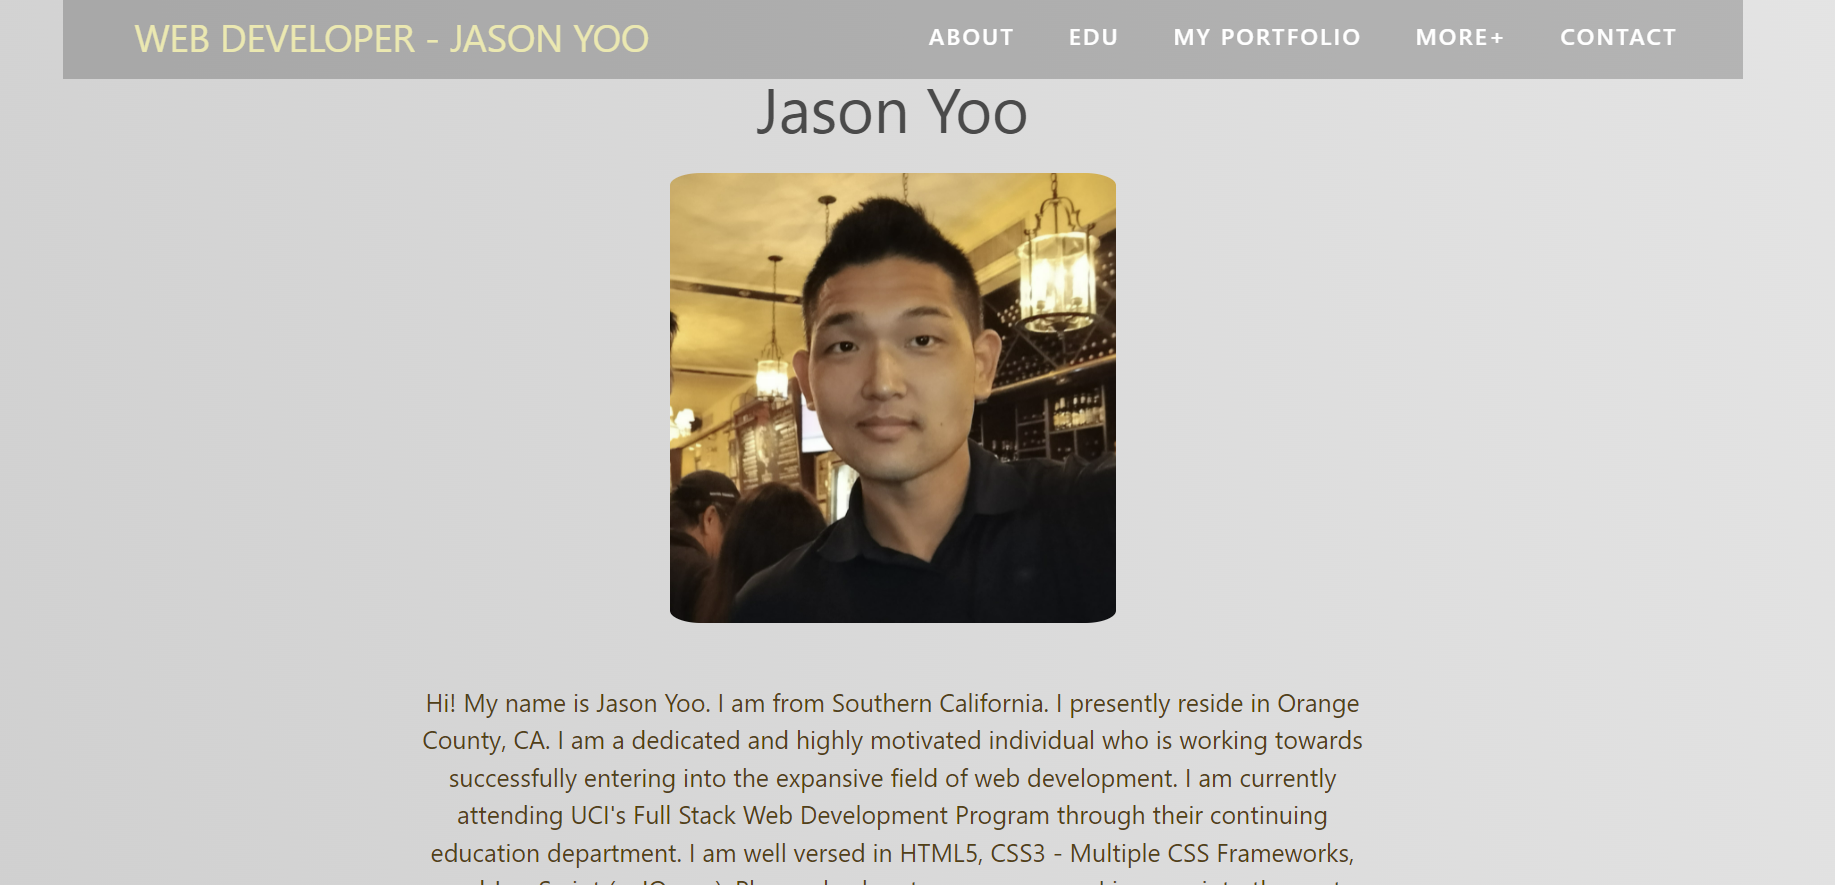 WEB DEVELOPER - JASON YOO
ABOUT EDU MY PORTFOLIO MORE+ CONTACT
Jason Yoo
Hi! My name is Jason Yoo. I am from Southern California. I presently reside in Orange
County, CA. I am a dedicated and highly motivated individual who is working towards
successfully entering into the expansive field of web development. I am currently
attending UCI's Full Stack Web Development Program through their continuing
education department. I am well versed in HTML5, CSS3 - Multiple CSS Frameworks,